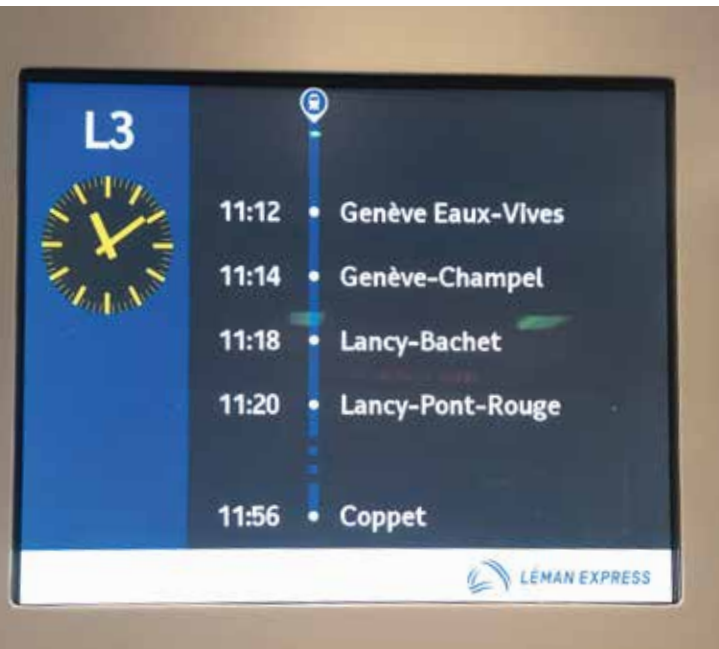 L3
11:12 Genève Eaux-Vives
11:14 Genève-Champel
11:18 Lancy-Bachet
11:20 Lancy-Pont-Rouge
11:56 Coppet
LÉMAN EXPRESS